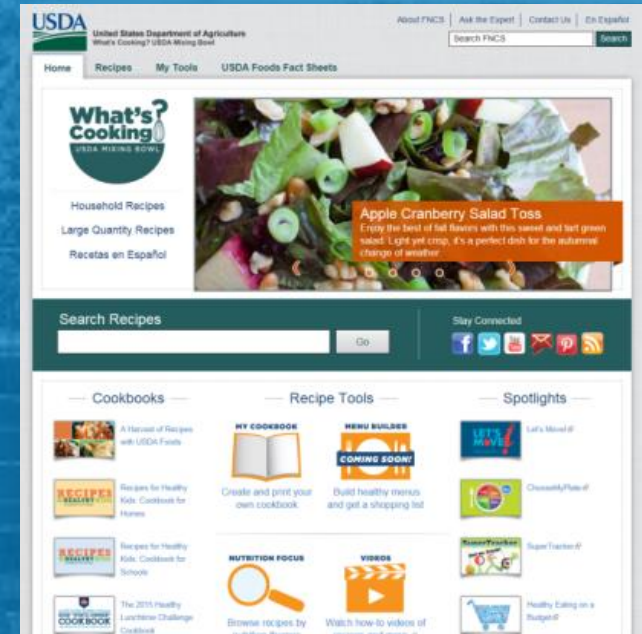 USDA
United States Department of Agriculture
What's Cooking? USDA Mixing Bowl
About FNCS | Ask the Expert | Contact Us | En Español
Search FNCS
Search
Home
Recipes
My Tools
USDA Foods Fact Sheets
What's?
Cooking
USDA MIXING BOWL
Household Recipes
Large Quantity Recipes
Recetas en Español
Apple Cranberry Salad Toss
Enjoy the best of fall flavors with this sweet and tart green
salad. Light yet crisp, it's a perfect dish for the autumnal
change of weather.
Search Recipes
Go
Stay Connected
You
Cookbooks
A Harvest of Recipes
with USDA Foods
RECIPES
Recipes for Healthy
Kids: Cookbook for
Homes
RECIPES
Recipes for Healthy
Kids: Cookbook for
Schools
COOKBOOK
The 2015 Healthy
Lunchtime Challenge
Cookbook
Recipe Tools
MY COOKBOOK
Create and print your
own cookbook
MENU BUILDER
COMING SOON!
Build healthy menus
and get a shopping list
NUTRITION FOCUS
Browse recipes by
VIDEOS
Watch how-to videos of
Spotlights
LET'S
MOVE!
Let's Move!
ChooseMyPlate
SuperTracker
SuperTracker
Healthy Eating on a
Budget